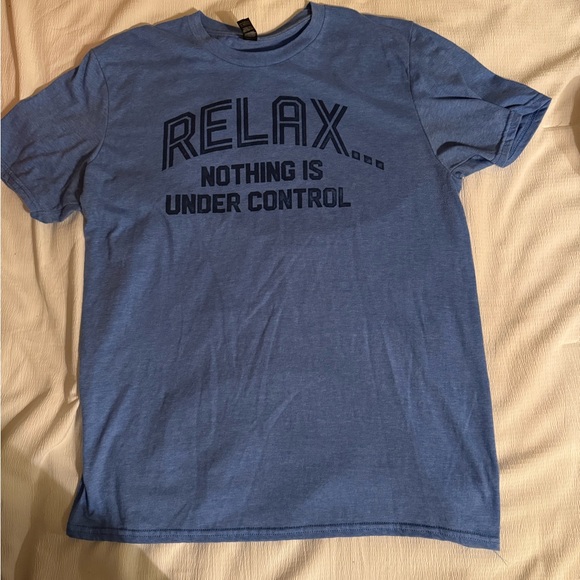 RELAX...
NOTHING IS
UNDER CONTROL